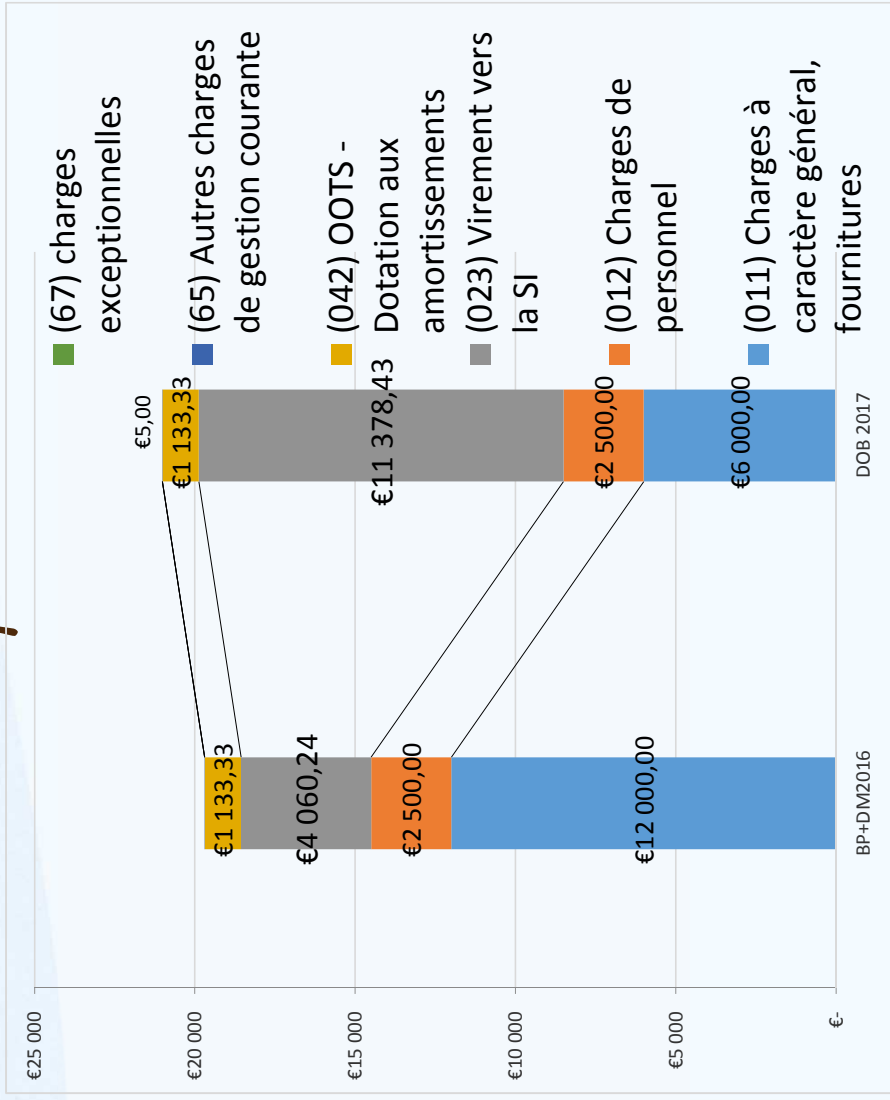 €25 000
€20 000
€15 000
€10 000
€5 000
€-
€1 133,33
€4 060,24
€2 500,00
€12 000,00
BP+DM2016
€5,00
€1 133,33
€11 378,43
€2 500,00
€6 000,00
DOB 2017
(67) charges
exceptionnelles
(65) Autres charges
de gestion courante
(042) OOTS -
Dotation aux
amortissements
(023) Virement vers
la SI
(012) Charges de
personnel
(011) Charges à
caractère général,
fournitures